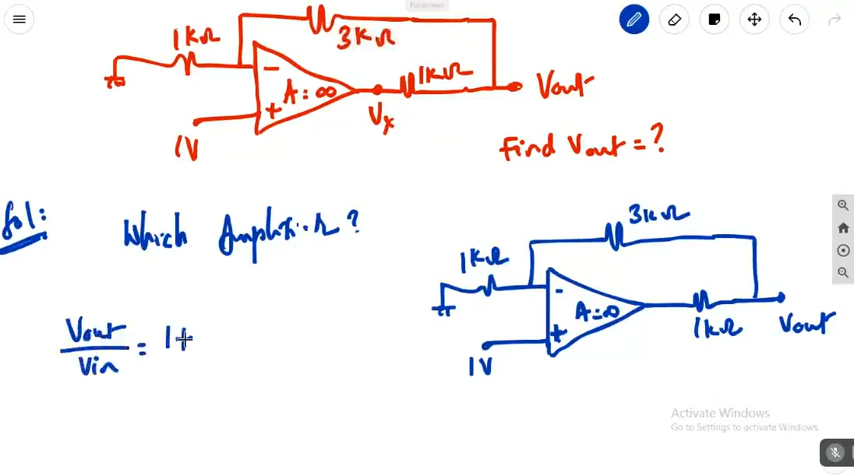 1kΩ
3kΩ
-
A=∞
+
1kΩ
Vx
Vout
1V
Find Vout = ?
Sol:
Which Amplifier?
3kΩ
1kΩ
-
A=∞
+
1kΩ
Vout
1V
Vout
Vin
= 1+
Activate Windows
Go to Settings to activate Windows.